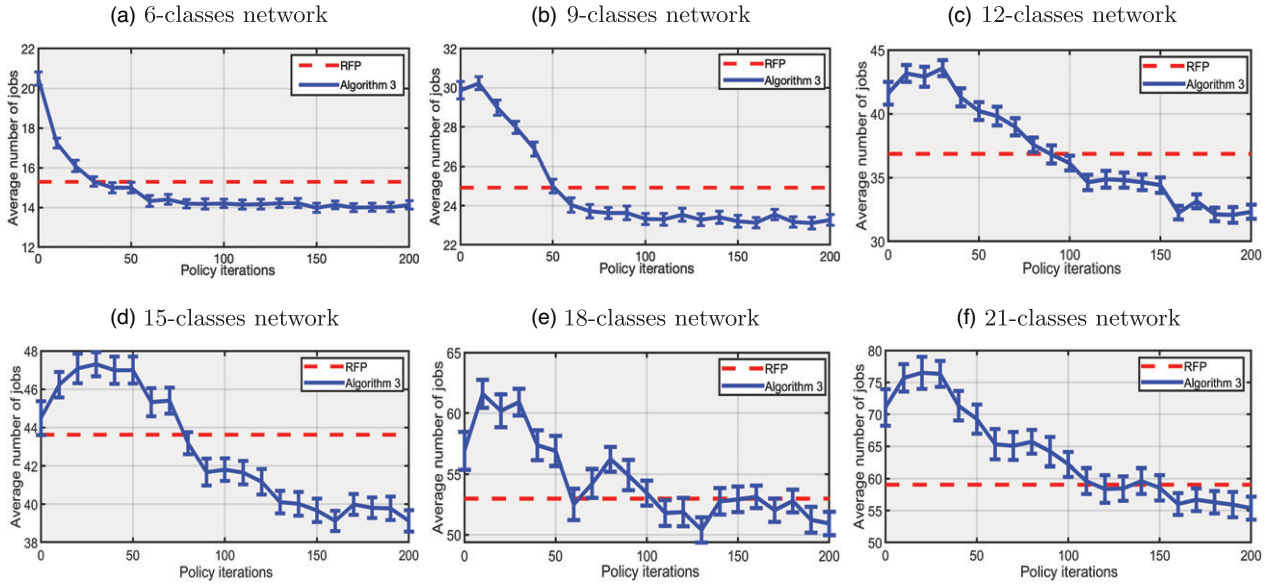 (a) 6-classes network
Average number of jobs
22
20
18
16
14
12
0
50
100
150
200
Policy iterations
RFP
Algorithm 3
(b) 9-classes network
Average number of jobs
32
30
28
26
24
22
0
50
100
150
200
Policy iterations
RFP
Algorithm 3
(c) 12-classes network
Average number of jobs
45
40
35
30
0
50
100
150
200
Policy iterations
RFP
Algorithm 3
(d) 15-classes network
Average number of jobs
48
46
44
42
40
38
0
50
100
150
200
Policy iterations
RFP
Algorithm 3
(e) 18-classes network
Average number of jobs
65
60
55
50
0
50
100
150
200
Policy iterations
RFP
Algorithm 3
(f) 21-classes network
Average number of jobs
80
75
70
65
60
55
50
0
50
100
150
200
Policy iterations
RFP
Algorithm 3